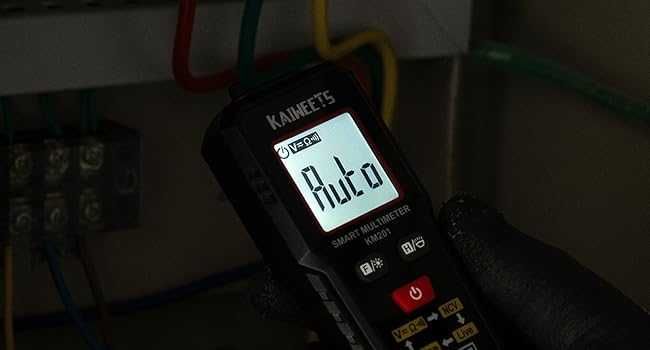 KAIWEETS
V⎓Ω
Auto
SMART MULTIMETER
KM201
F/
H/
V⎓Ω
NCV
Live